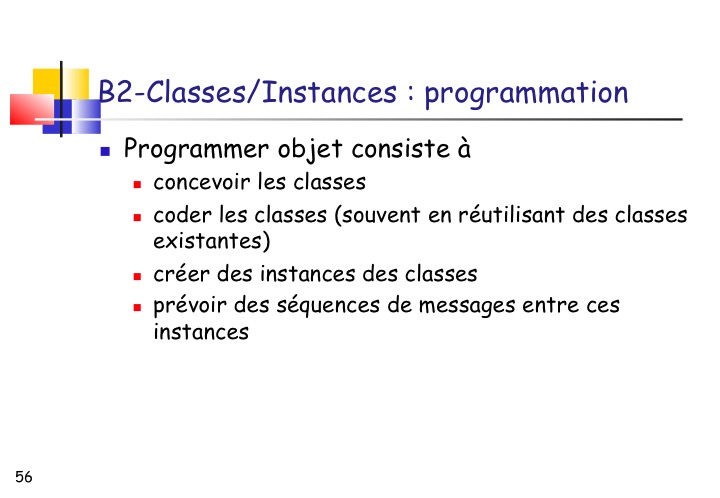 B2-Classes/Instances : programmation
Programmer objet consiste à
concevoir les classes
coder les classes (souvent en réutilisant des classes
existantes)
créer des instances des classes
prévoir des séquences de messages entre ces
instances
56